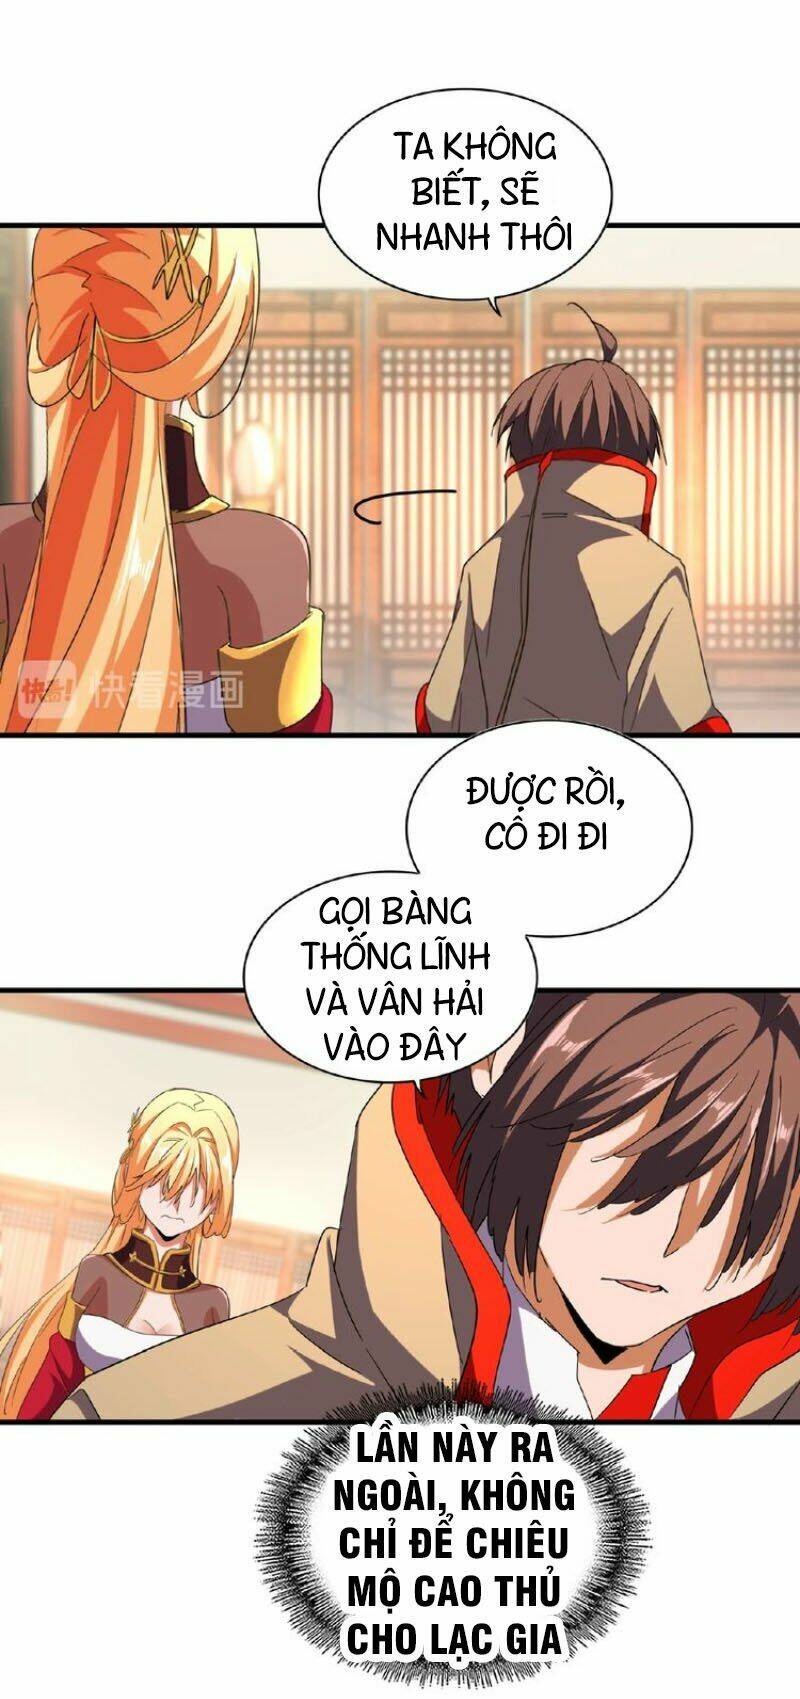 TA KHÔNG
BIẾT, SẼ
NHANH THÔI
快看! 快看漫画
ĐƯỢC RỒI,
CÔ ĐI ĐI
GỌI BÀNG
THỐNG LĨNH
VÀ VÂN HẢI
VÀO ĐÂY
LẦN NÀY RA
NGOÀI, KHÔNG
CHỈ ĐỂ CHIÊU
MỘ CAO THỦ
CHO LẠC GIA